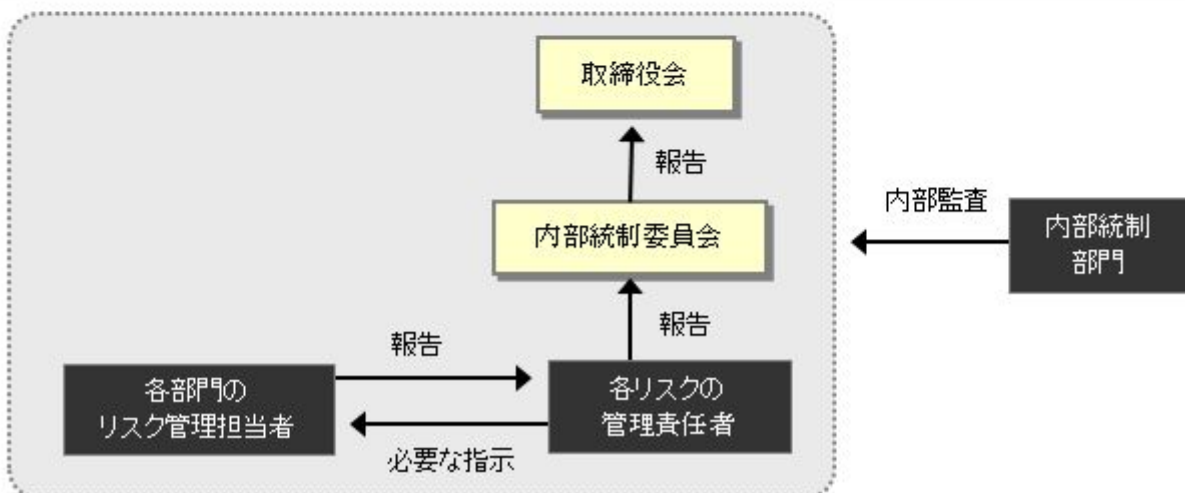 取締役会
報告
内部監査
内部統制
部門
内部統制委員会
報告
報告
各部門の
リスク管理担当者
各リスクの
管理責任者
必要な指示